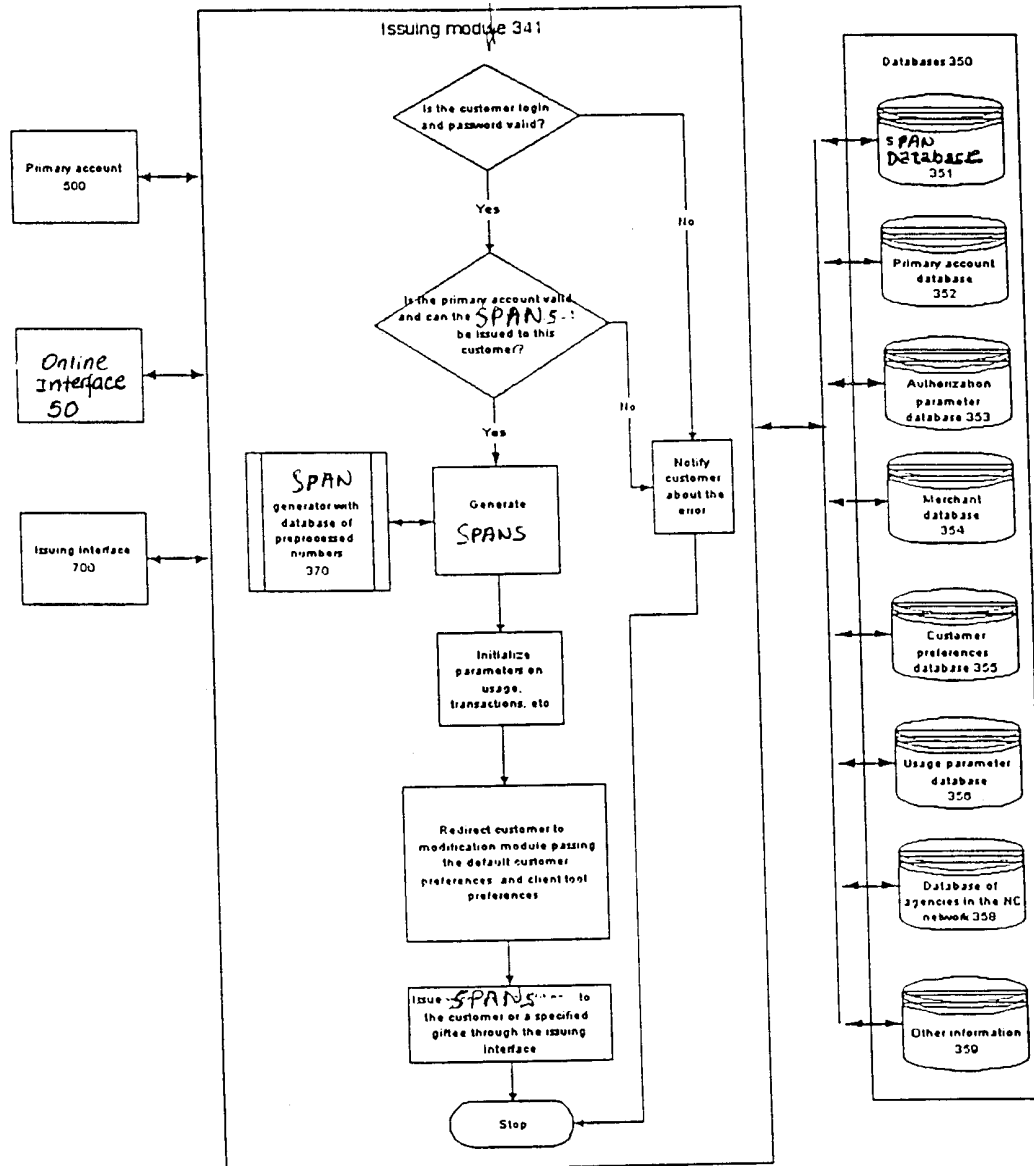 Issuing module 341
Is the customer login
and password valid?
Yes
No
Is the primary account valid
and can the SPANS
be issued to this
customer?
No
Yes
SPAN
generator with
database of
preprocessed
numbers
370
Generate
SPANS
Notify
customer
about the
error
Initialize
parameters on
usage,
transactions, etc
Redirect customer to
modification module passing
the default customer
preferences and client tool
preferences
Issue SPANS to
the customer or a specified
giftee through the issuing
interface
Stop
Primary account
500
Online
Interface
50
Issuing interface
700
Databases 350
SPAN
Database
351
Primary account
database
352
Authorization
parameter
database 353
Merchant
database
354
Customer
preferences
database 355
Usage parameter
database
356
Database of
agencies in the NC
network 358
Other information
359